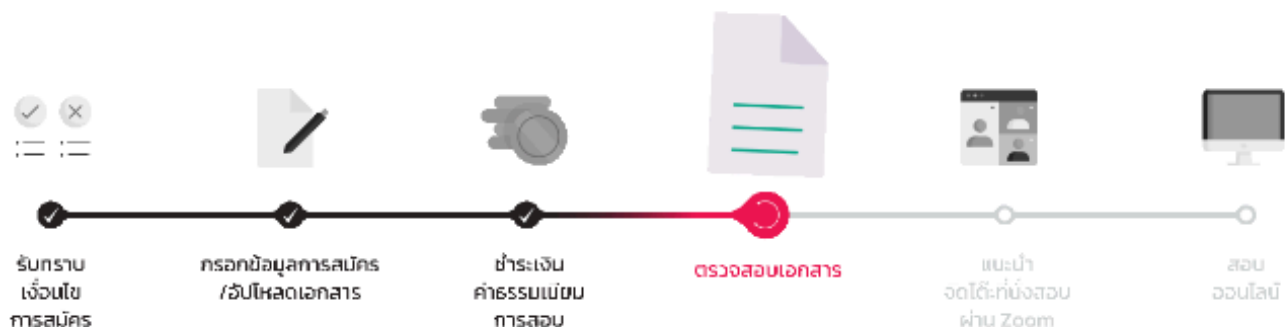 รับทราบ
เงื่อนไข
การสมัคร
กรอกข้อมูลการสมัคร
/อัปโหลดเอกสาร
ชำระเงิน
ค่าธรรมเนียม
การสอบ
ตรวจสอบเอกสาร
แนะนำ
จดโต๊ะที่นั่งสอบ
ผ่าน Zoom
สอบ
ออนไลน์